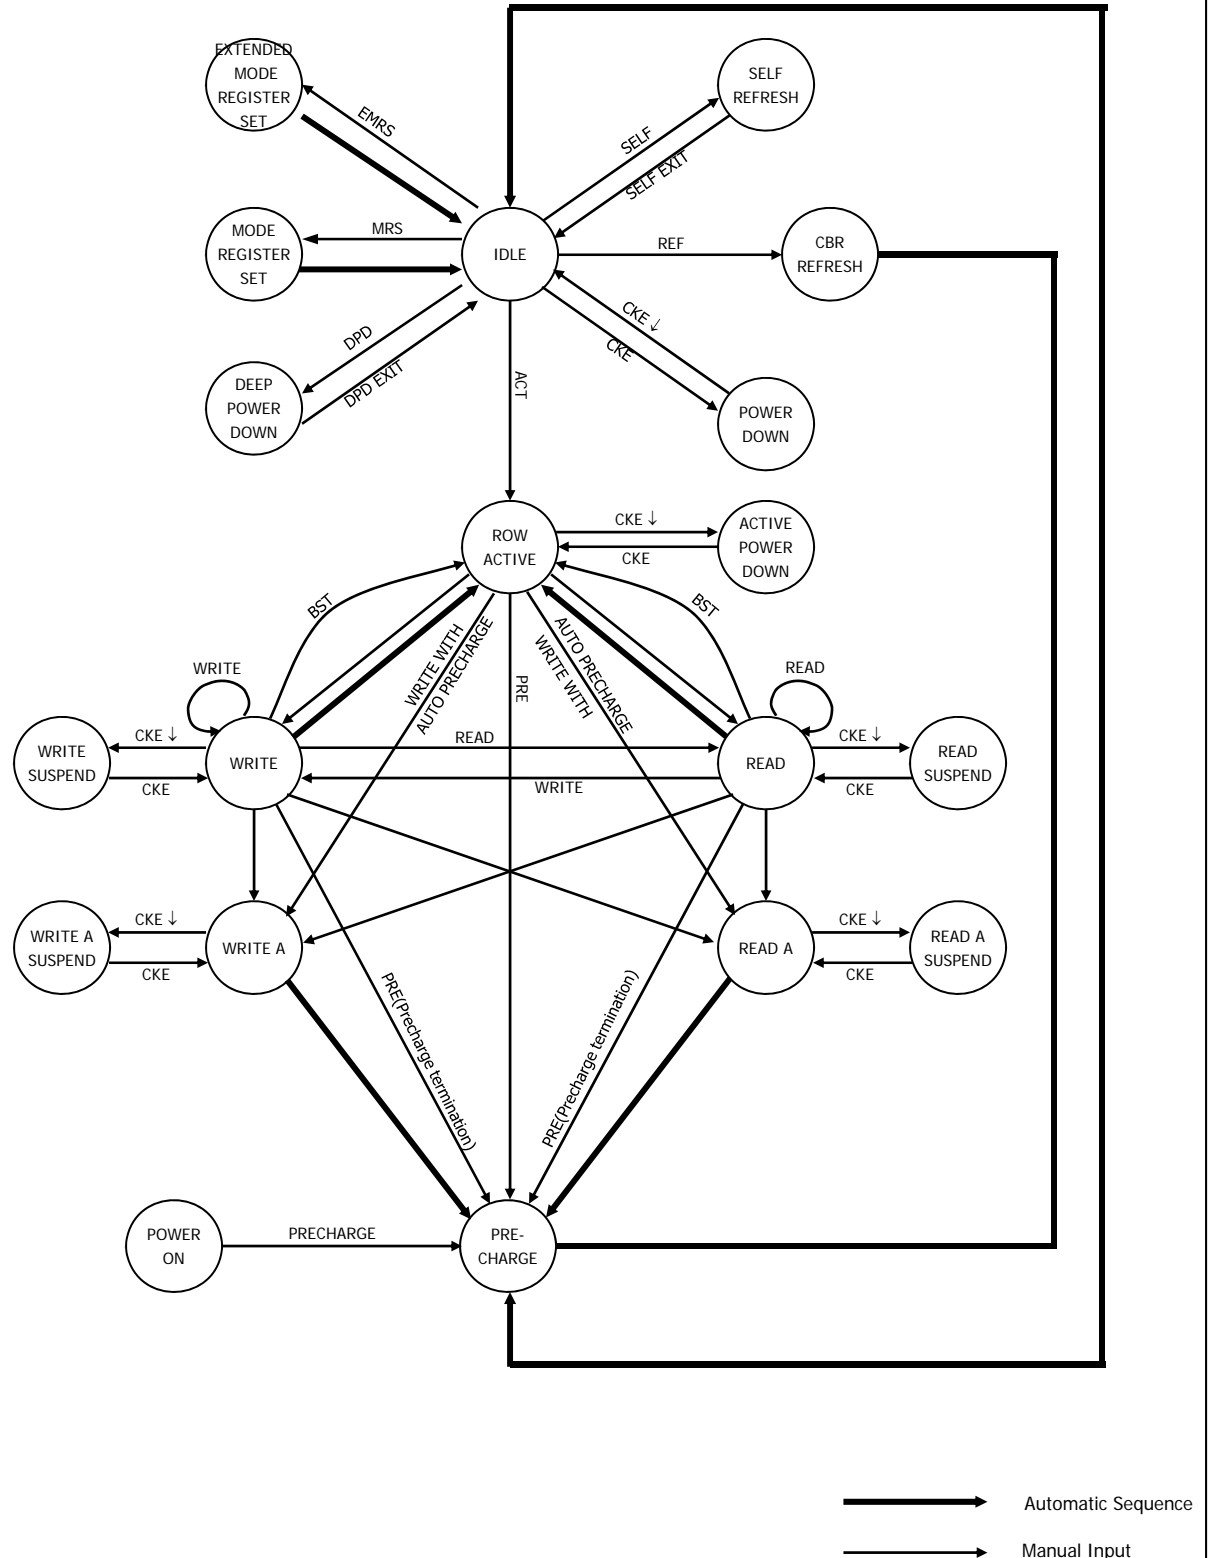 EXTENDED
MODE
REGISTER
SET
SELF
REFRESH
EMRS
SELF
SELF EXIT
MODE
REGISTER
SET
MRS
IDLE
REF
CBR
REFRESH
DPD
DPD EXIT
CKE ↓
CKE
DEEP
POWER
DOWN
ACT
POWER
DOWN
ROW
ACTIVE
CKE ↓
CKE
ACTIVE
POWER
DOWN
BST
BST
WRITE WITH
AUTO PRECHARGE
PRE
AUTO PRECHARGE
WRITE WITH
WRITE
READ
WRITE
SUSPEND
CKE ↓
CKE
WRITE
READ
WRITE
READ
CKE ↓
CKE
READ
SUSPEND
WRITE A
SUSPEND
CKE ↓
CKE
WRITE A
READ A
CKE ↓
CKE
READ A
SUSPEND
PRE(Precharge termination)
PRE(Precharge termination)
POWER
ON
PRECHARGE
PRE-
CHARGE
Automatic Sequence
Manual Input